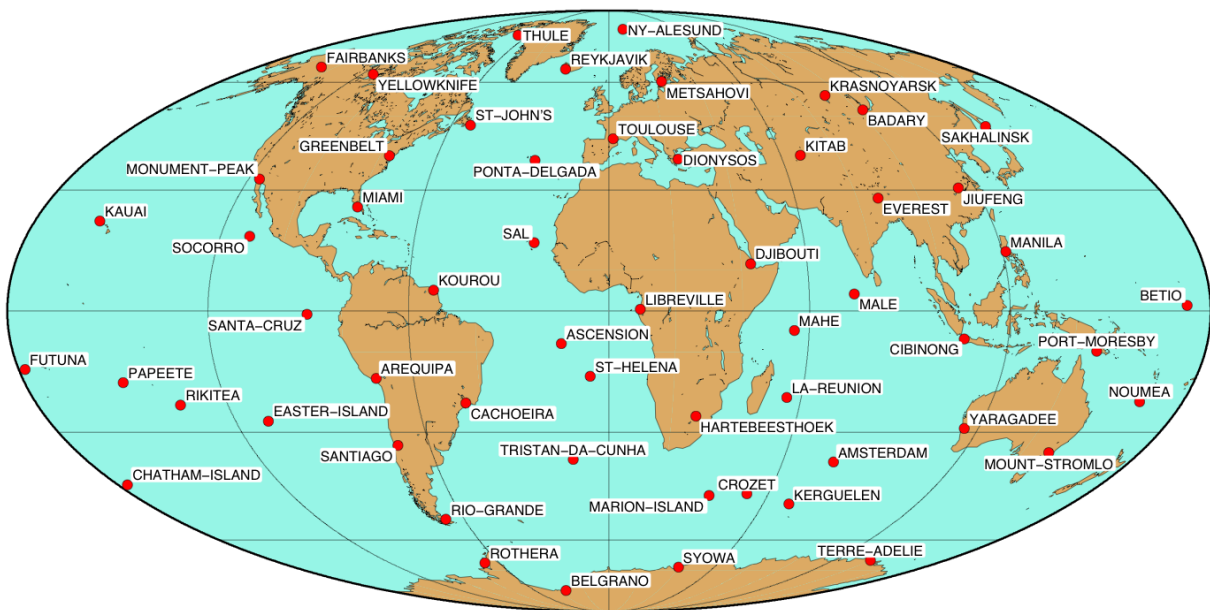 THULE
NY-ALESUND
FAIRBANKS
REYKJAVIK
YELLOWKNIFE
METSAHOVI
KRASNOYARSK
BADARY
ST-JOHN'S
SAKHALINSK
TOULOUSE
GREENBELT
KITAB
DIONYSOS
MONUMENT-PEAK
PONTA-DELGADA
MIAMI
JIUFENG
EVEREST
KAUAI
SOCORRO
SAL
MANILA
DJIBOUTI
KOUROU
LIBREVILLE
MALE
BETIO
SANTA-CRUZ
MAHE
ASCENSION
CIBINONG
PORT-MORESBY
FUTUNA
PAPEETE
AREQUIPA
ST-HELENA
LA-REUNION
NOUMEA
RIKITEA
EASTER-ISLAND
CACHOEIRA
HARTEBEESTHOEK
YARAGADEE
SANTIAGO
TRISTAN-DA-CUNHA
AMSTERDAM
MOUNT-STROMLO
CHATHAM-ISLAND
CROZET
MARION-ISLAND
KERGUELEN
RIO-GRANDE
ROTHERA
SYOWA
TERRE-ADELIE
BELGRANO